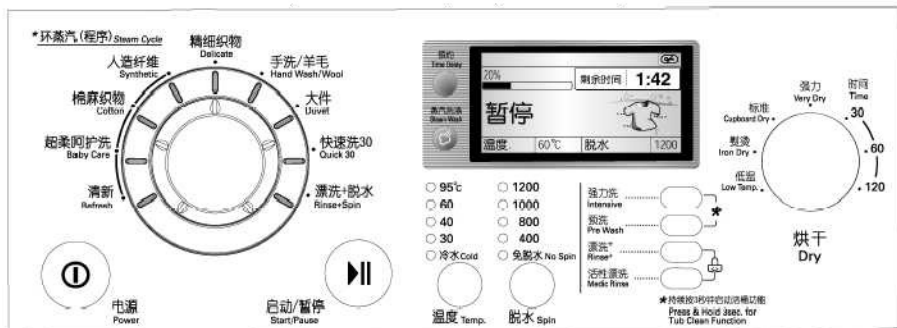 *环蒸汽(程序) Steam Cycle
精细织物
Delicate
人造纤维
Synthetic
手洗/羊毛
Hand Wash/Wool
棉麻织物
Cotton
大件
Duvet
超柔呵护洗
Baby Care
快速洗30
Quick 30
清新
Refresh
漂洗+脱水
Rinse+Spin
电源
Power
启动/暂停
Start/Pause
预约
Time Delay
蒸汽洗涤
Steam Wash
20%
剩余时间 1:42
暂停
温度 60℃ 脱水 1200
95℃
60
40
30
冷水 Cold
温度 Temp.
1200
1000
800
400
免脱水 No Spin
脱水 Spin
强力洗
Intensive
预洗
Pre Wash
漂洗+
Rinse+
活性漂洗
Medic Rinse
*持续按3秒钟启动洁桶功能
Press & Hold 3sec. for
Tub Clean Function
强力
Very Dry
标准
Cupboard Dry
熨烫
Iron Dry
低温
Low Temp.
时间
Time
30
60
120
烘干
Dry